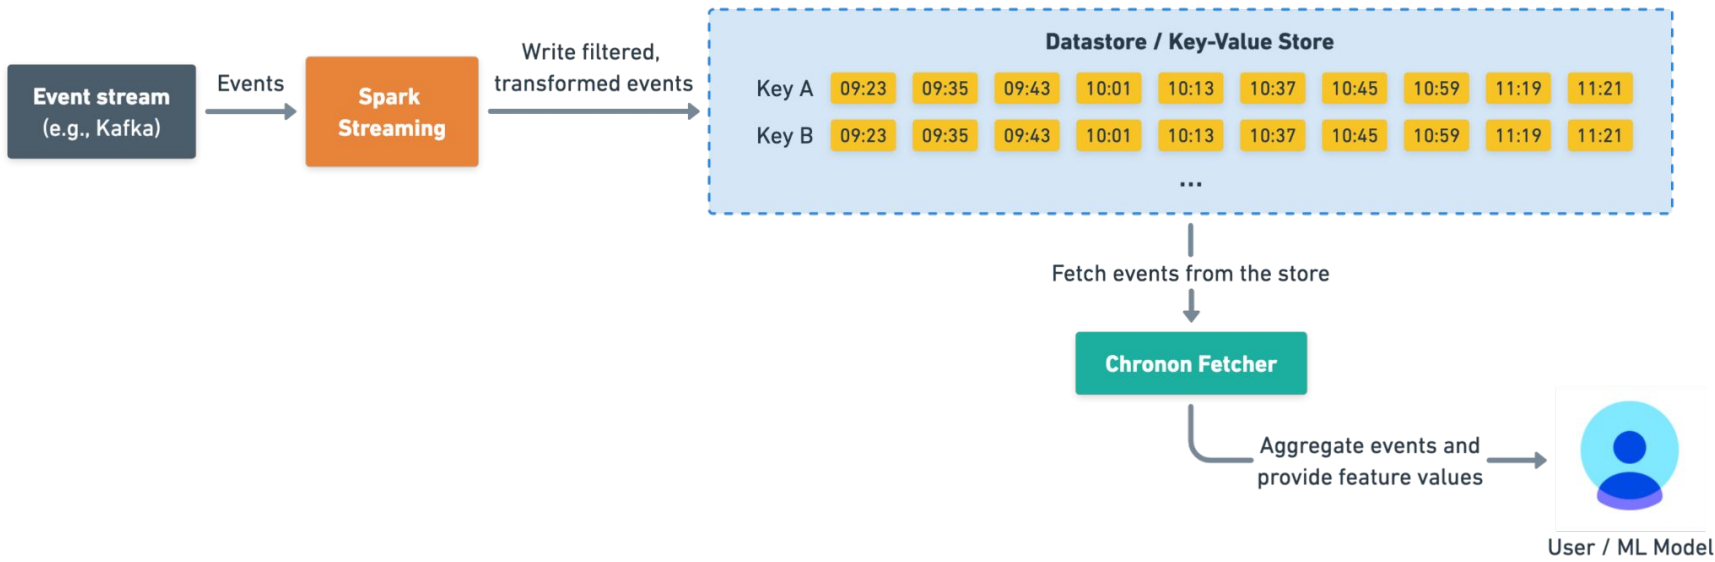 Event stream
(e.g., Kafka)
Events
Spark
Streaming
Write filtered,
transformed events
Datastore / Key-Value Store
Key A 09:23 09:35 09:43 10:01 10:13 10:37 10:45 10:59 11:19 11:21
Key B 09:23 09:35 09:43 10:01 10:13 10:37 10:45 10:59 11:19 11:21
...
Fetch events from the store
Chronon Fetcher
Aggregate events and
provide feature values
User / ML Model